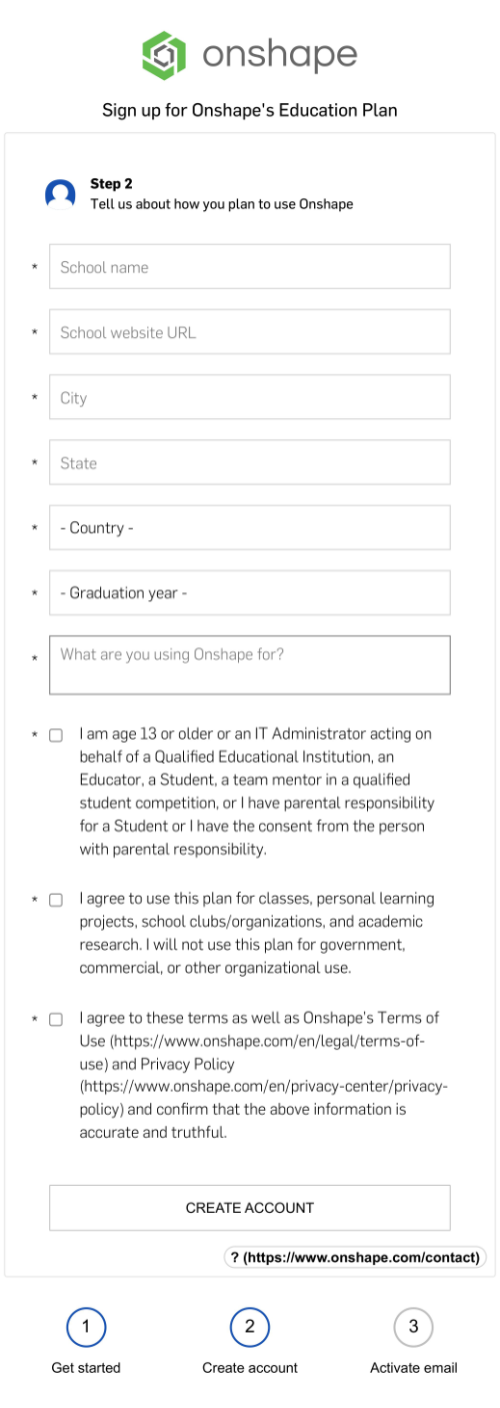 onshape
Sign up for Onshape's Education Plan
Step 2
Tell us about how you plan to use Onshape
* School name
* School website URL
* City
* State
* - Country -
* - Graduation year -
* What are you using Onshape for?
* I am age 13 or older or an IT Administrator acting on
behalf of a Qualified Educational Institution, an
Educator, a Student, a team mentor in a qualified
student competition, or I have parental responsibility
for a Student or I have the consent from the person
with parental responsibility.
* I agree to use this plan for classes, personal learning
projects, school clubs/organizations, and academic
research. I will not use this plan for government,
commercial, or other organizational use.
* I agree to these terms as well as Onshape's Terms of
Use (https://www.onshape.com/en/legal/terms-of-
use) and Privacy Policy
(https://www.onshape.com/en/privacy-center/privacy-
policy) and confirm that the above information is
accurate and truthful.
CREATE ACCOUNT
? (https://www.onshape.com/contact)
1 2 3
Get started Create account Activate email